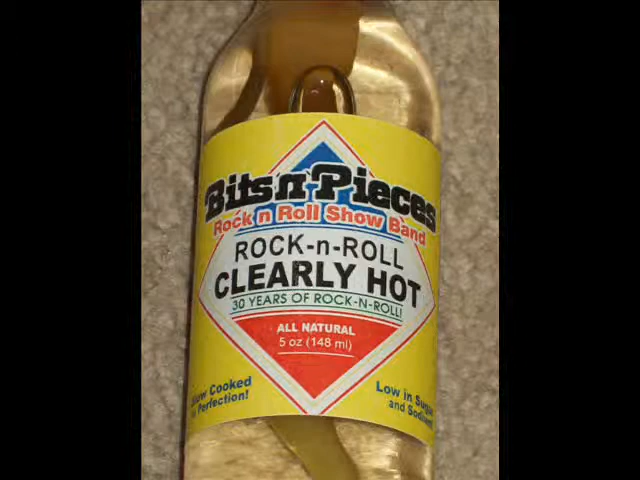 Bits n Pieces
Rock n Roll Show Band
ROCK-n-ROLL
CLEARLY HOT
30 YEARS OF ROCK-N-ROLL!
ALL NATURAL
5 oz (148 ml)
Cooked
Perfection!
Low in Sugar
and Sodium!